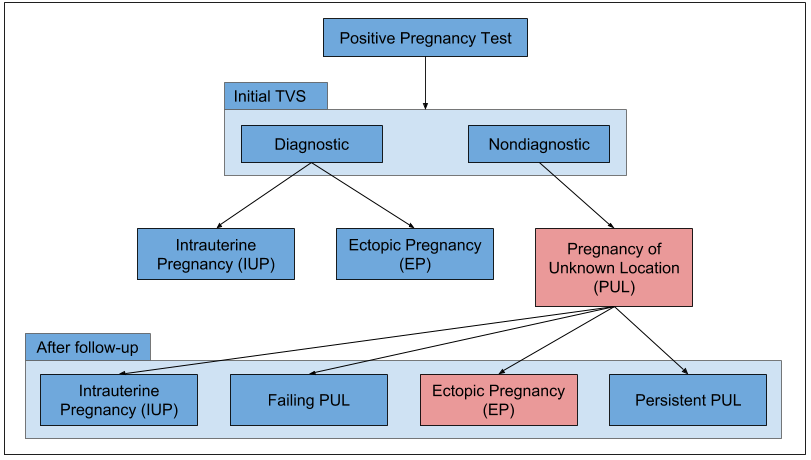 Positive Pregnancy Test
Initial TVS
Diagnostic
Nondiagnostic
Intrauterine
Pregnancy (IUP)
Ectopic Pregnancy
(EP)
Pregnancy of
Unknown Location
(PUL)
After follow-up
Intrauterine
Pregnancy (IUP)
Failing PUL
Ectopic Pregnancy
(EP)
Persistent PUL